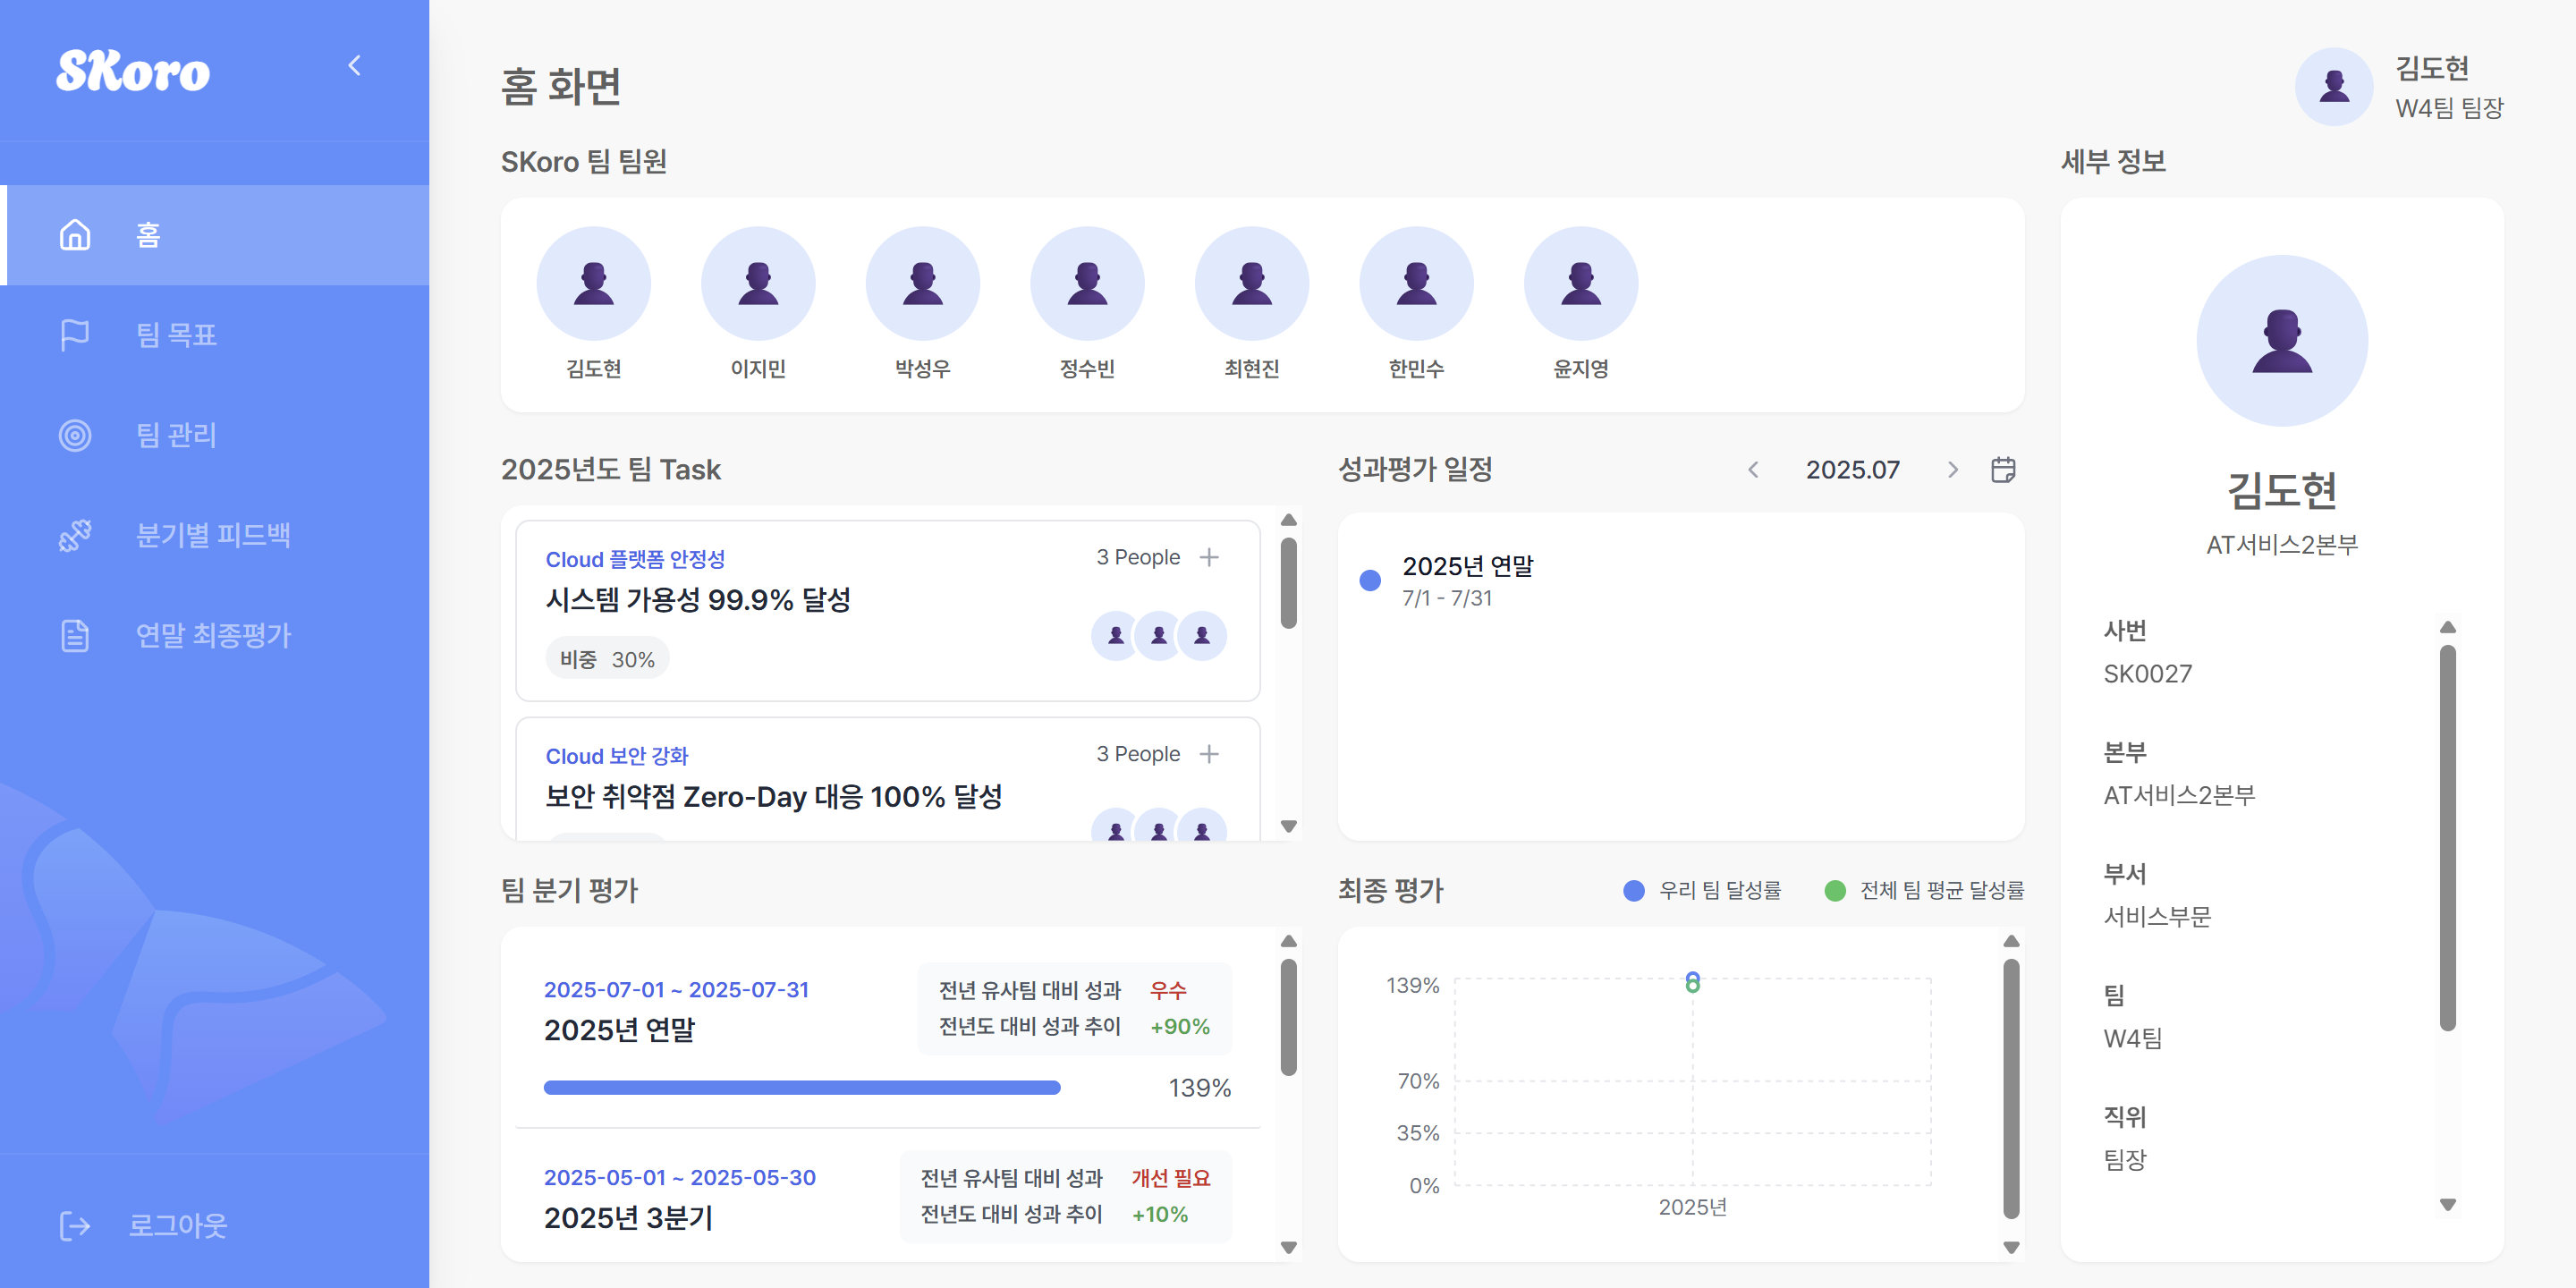 SKoro
홈
팀 목표
팀 관리
분기별 피드백
연말 최종평가
로그아웃
홈 화면
김도현
W4팀 팀장
SKoro 팀 팀원
김도현
이지민
박성우
정수빈
최현진
한민수
윤지영
2025년도 팀 Task
Cloud 플랫폼 안정성
3 People
시스템 가용성 99.9% 달성
비중 30%
Cloud 보안 강화
3 People
보안 취약점 Zero-Day 대응 100% 달성
성과평가 일정
2025.07
2025년 연말
7/1 - 7/31
팀 분기 평가
2025-07-01 ~ 2025-07-31
2025년 연말
전년 유사팀 대비 성과 우수
전년도 대비 성과 추이 +90%
139%
2025-05-01 ~ 2025-05-30
2025년 3분기
전년 유사팀 대비 성과 개선 필요
전년도 대비 성과 추이 +10%
최종 평가
우리 팀 달성률
전체 팀 평균 달성률
139%
70%
35%
0%
2025년
세부 정보
김도현
AT서비스2본부
사번
SK0027
본부
AT서비스2본부
부서
서비스부문
팀
W4팀
직위
팀장